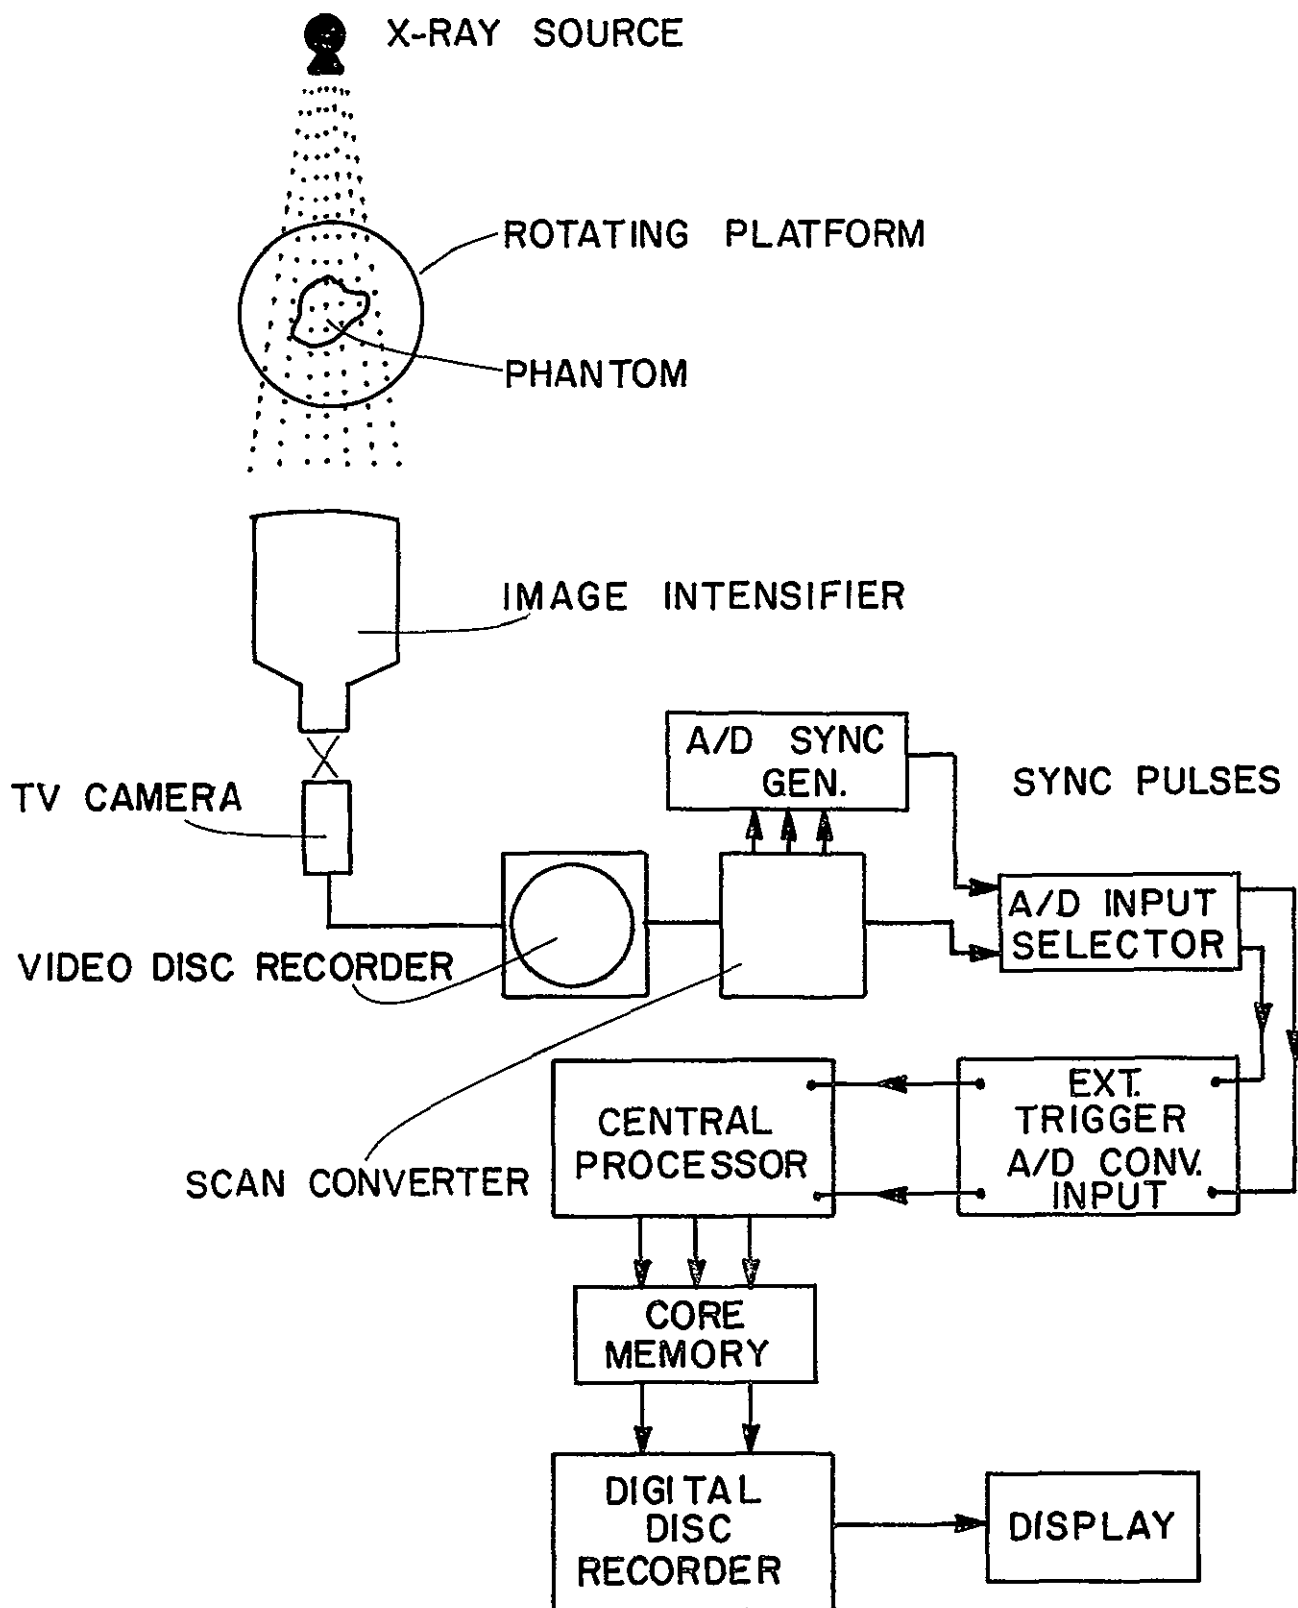 X-RAY SOURCE
ROTATING PLATFORM
PHANTOM
IMAGE INTENSIFIER
A/D SYNC
GEN.
SYNC PULSES
TV CAMERA
A/D INPUT
SELECTOR
VIDEO DISC RECORDER
EXT.
TRIGGER
A/D CONV.
INPUT
CENTRAL
PROCESSOR
SCAN CONVERTER
CORE
MEMORY
DIGITAL
DISC
RECORDER
DISPLAY